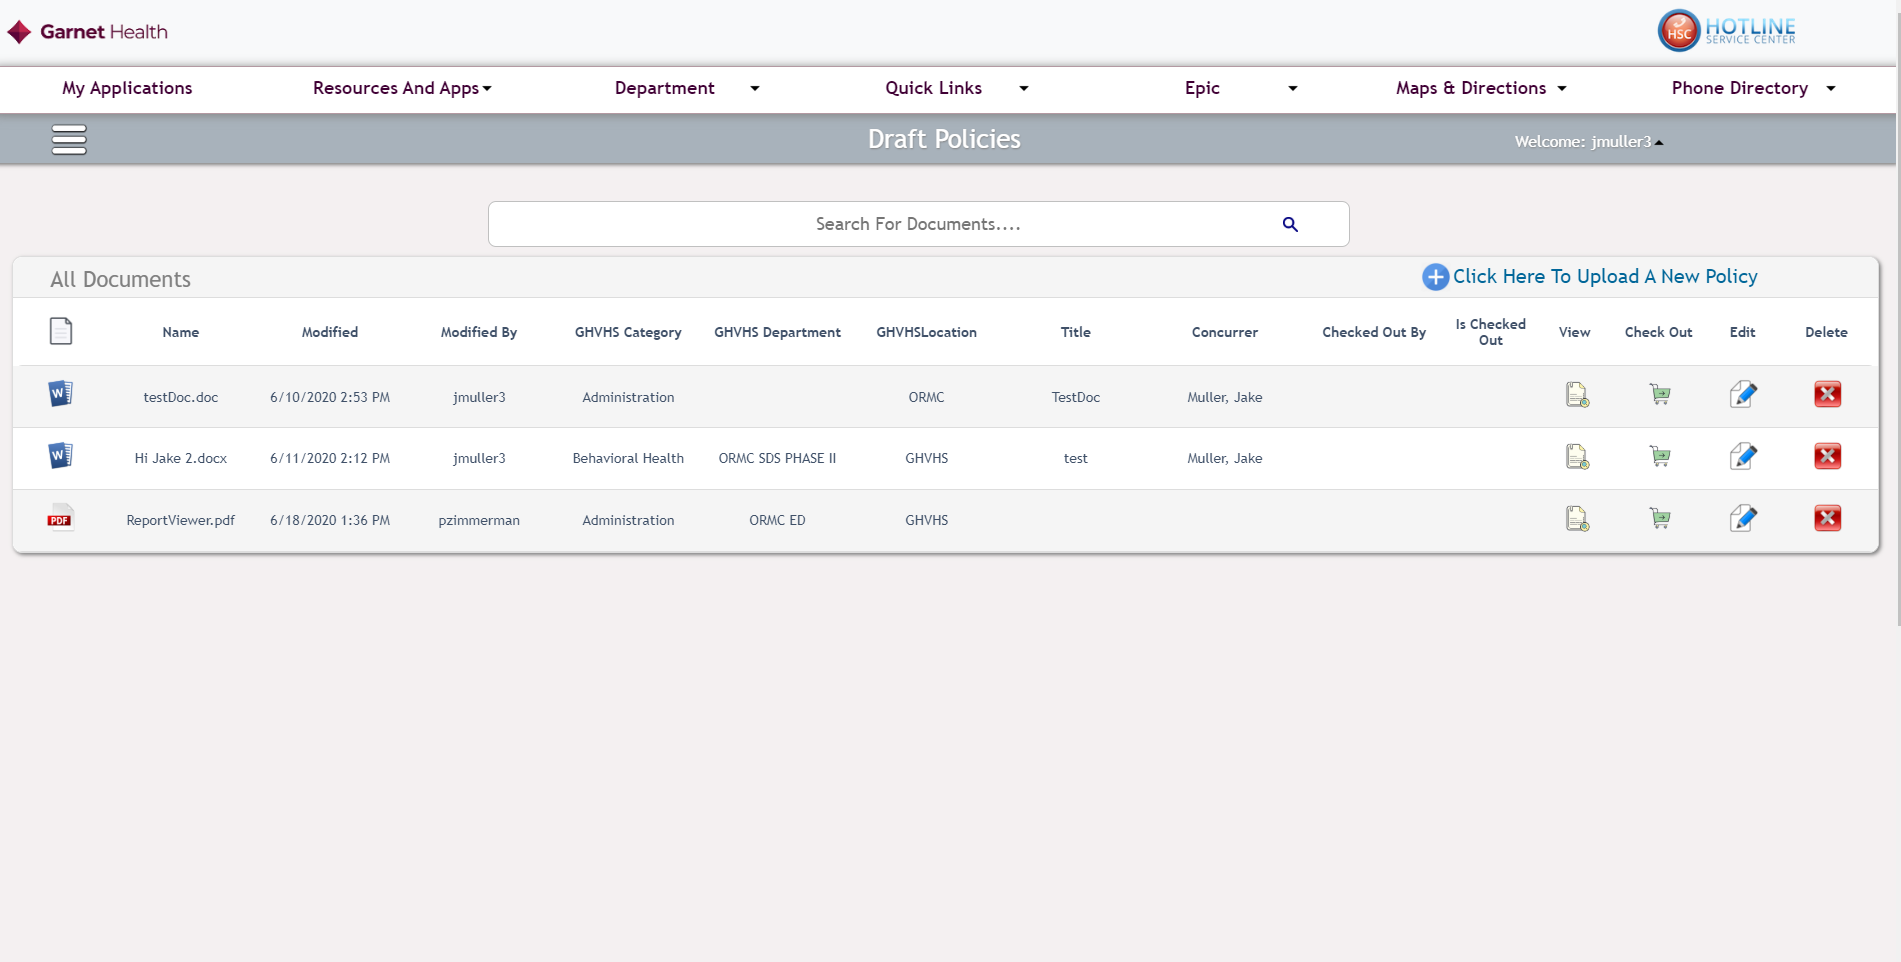 Garnet Health
HSC HOTLINE
SERVICE CENTER
My Applications Resources And Apps Department Quick Links Epic Maps & Directions Phone Directory
Draft Policies
Welcome: jmuller3
Search For Documents....
All Documents
Click Here To Upload A New Policy
Name Modified Modified By GHVHS Category GHVHS Department GHVHSLocation Title Concurrer Checked Out By Is Checked Out View Check Out Edit Delete
W testDoc.doc 6/10/2020 2:53 PM jmuller3 Administration ORMC TestDoc Muller, Jake
W Hi Jake 2.docx 6/11/2020 2:12 PM jmuller3 Behavioral Health ORMC SDS PHASE II GHVHS test Muller, Jake
PDF ReportViewer.pdf 6/18/2020 1:36 PM pzimmerman Administration ORMC ED GHVHS